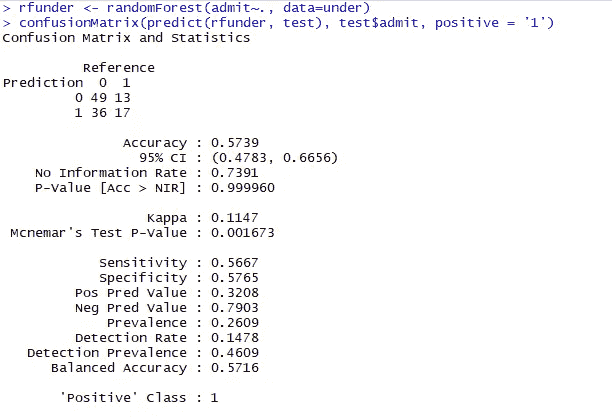 > rfunder <- randomForest(admit~., data=under)
> confusionMatrix(predict(rfunder, test), test$admit, positive = '1')
Confusion Matrix and Statistics
Reference
Prediction 0 1
0 49 13
1 36 17
Accuracy : 0.5739
95% CI : (0.4783, 0.6656)
No Information Rate : 0.7391
P-Value [Acc > NIR] : 0.999960
Kappa : 0.1147
Mcnemar's Test P-Value : 0.001673
Sensitivity : 0.5667
Specificity : 0.5765
Pos Pred Value : 0.3208
Neg Pred Value : 0.7903
Prevalence : 0.2609
Detection Rate : 0.1478
Detection Prevalence : 0.4609
Balanced Accuracy : 0.5716
'Positive' Class : 1